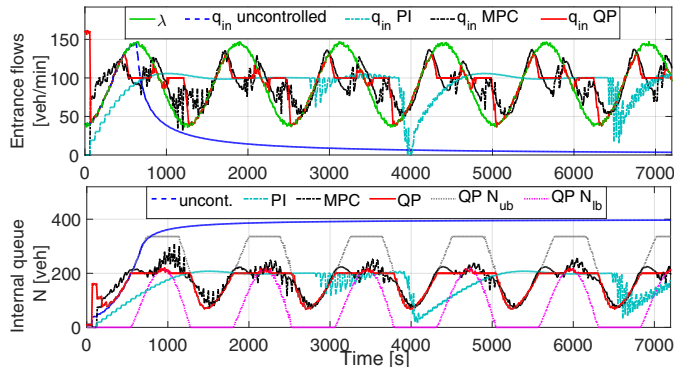 λ q_in uncontrolled q_in PI q_in MPC q_in QP
Entrance flows
[veh/min]
150
100
50
0
0 1000 2000 3000 4000 5000 6000 7000
uncont. PI MPC QP QP N_ub QP N_lb
Internal queue
N [veh]
400
200
0
0 1000 2000 3000 4000 5000 6000 7000
Time [s]